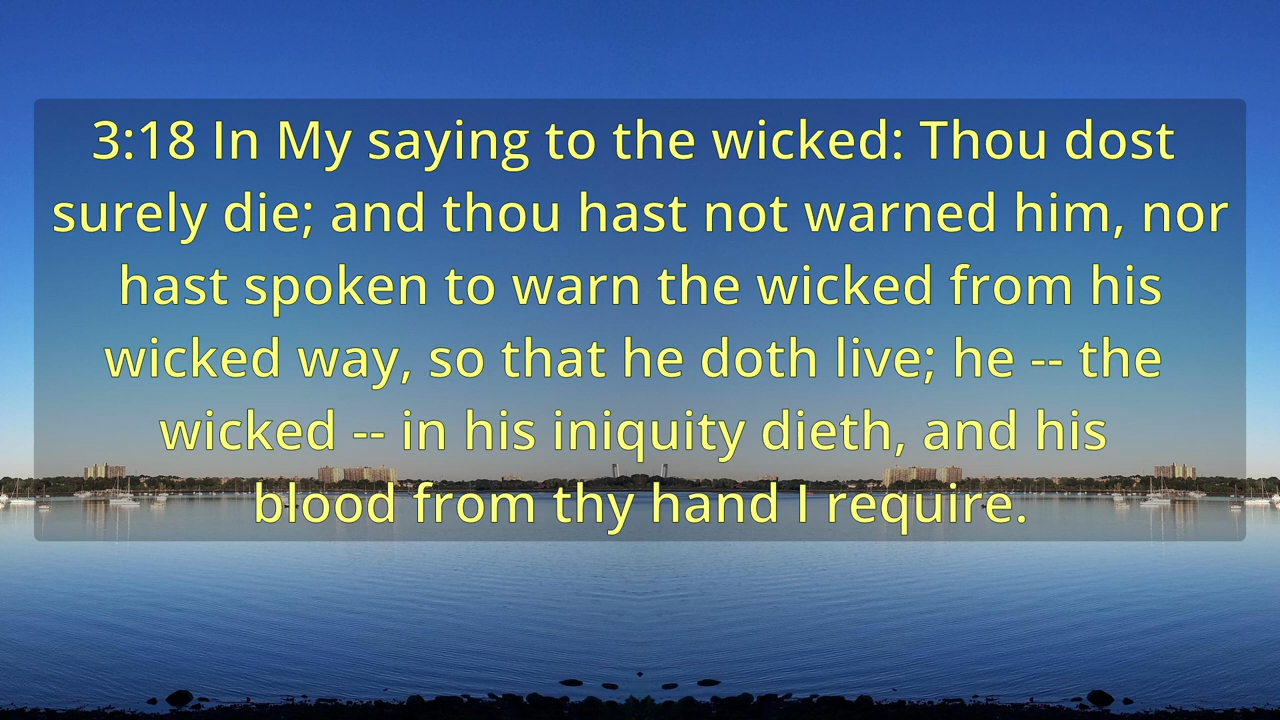 3:18 In My saying to the wicked: Thou dost
surely die; and thou hast not warned him, nor
hast spoken to warn the wicked from his
wicked way, so that he doth live; he -- the
wicked -- in his iniquity dieth, and his
blood from thy hand I require.